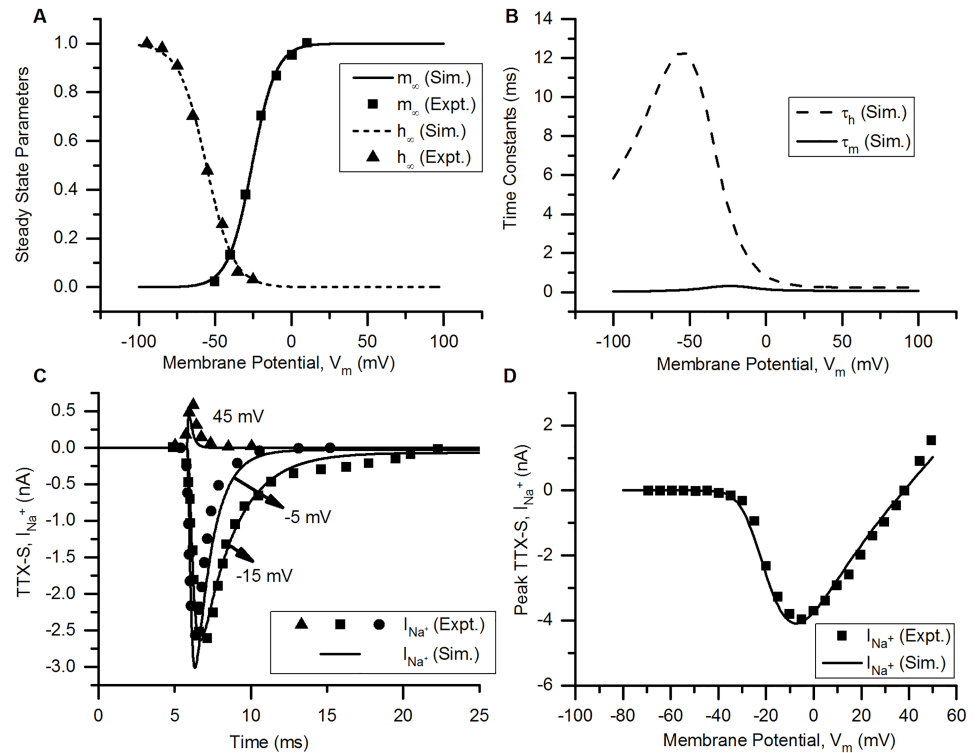 A
Steady State Parameters
1.0
0.8
0.6
0.4
0.2
0.0
-100
-50
0
50
100
Membrane Potential, Vm (mV)
m∞ (Sim.)
m∞ (Expt.)
h∞ (Sim.)
h∞ (Expt.)
B
Time Constants (ms)
14
12
10
8
6
4
2
0
-100
-50
0
50
100
Membrane Potential, Vm (mV)
τh (Sim.)
τm (Sim.)
C
TTX-S, INa+ (nA)
0.5
0.0
-0.5
-1.0
-1.5
-2.0
-2.5
-3.0
0
5
10
15
20
25
Time (ms)
45 mV
-5 mV
-15 mV
INa+ (Expt.)
INa+ (Sim.)
D
Peak TTX-S, INa+ (nA)
2
0
-2
-4
-6
-100
-80
-60
-40
-20
0
20
40
60
Membrane Potential, Vm (mV)
INa+ (Expt.)
INa+ (Sim.)